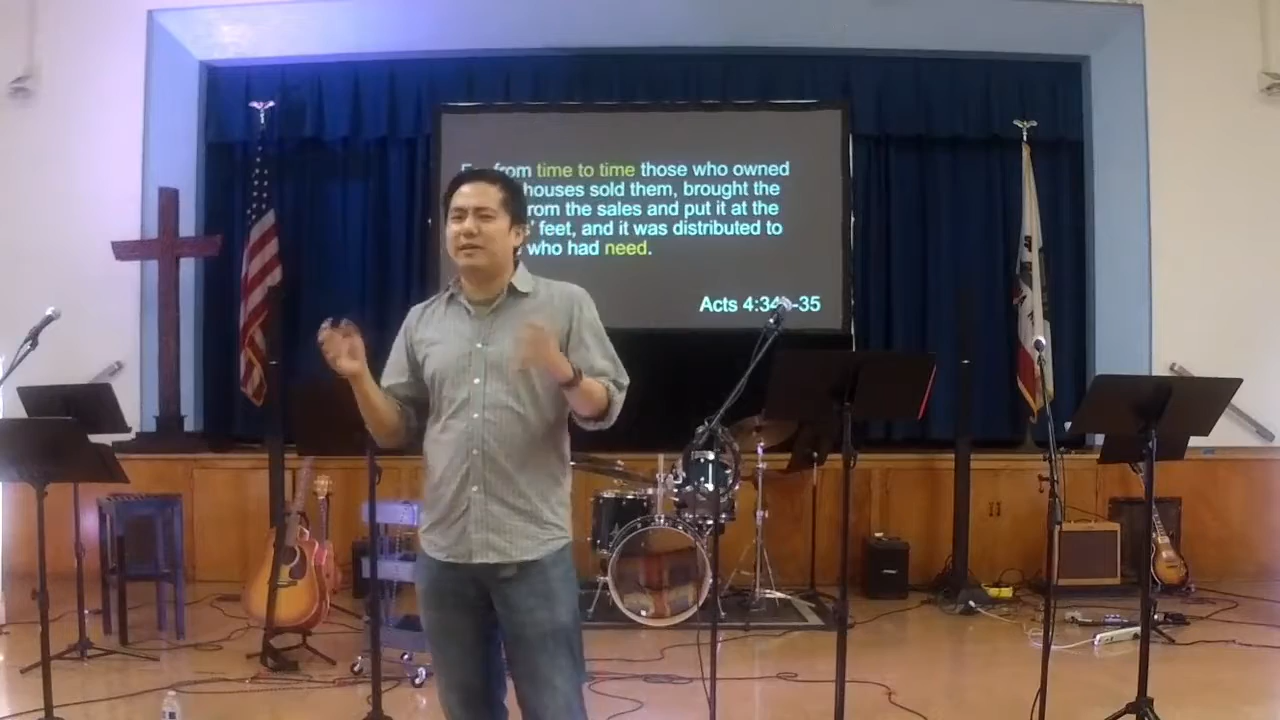 from time to time those who owned
houses sold them, brought the
from the sales and put it at the
feet, and it was distributed to
who had need.
Acts 4:34 -35